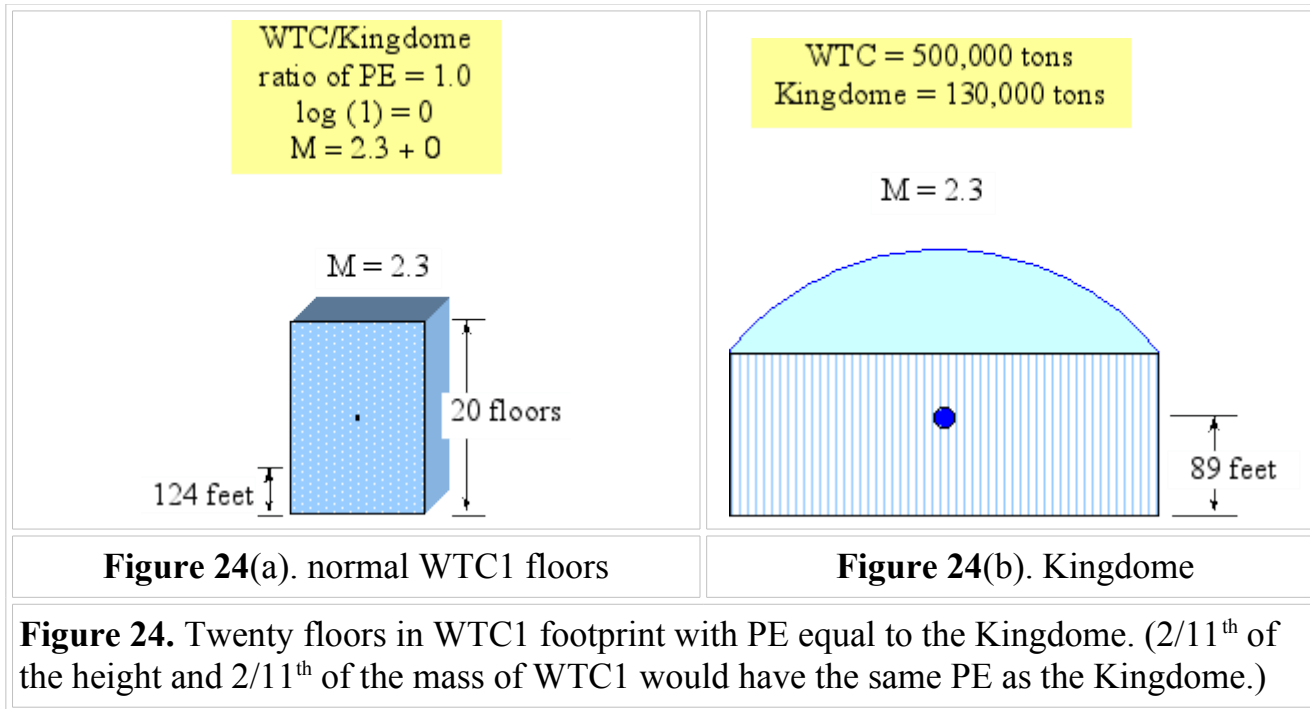 WTC/Kingdome
ratio of PE = 1.0
log (1) = 0
M = 2.3 + 0
M = 2.3
20 floors
124 feet
Figure 24(a). normal WTC1 floors
WTC = 500,000 tons
Kingdome = 130,000 tons
M = 2.3
89 feet
Figure 24(b). Kingdome
Figure 24. Twenty floors in WTC1 footprint with PE equal to the Kingdome. (2/11th of
the height and 2/11th of the mass of WTC1 would have the same PE as the Kingdome.)